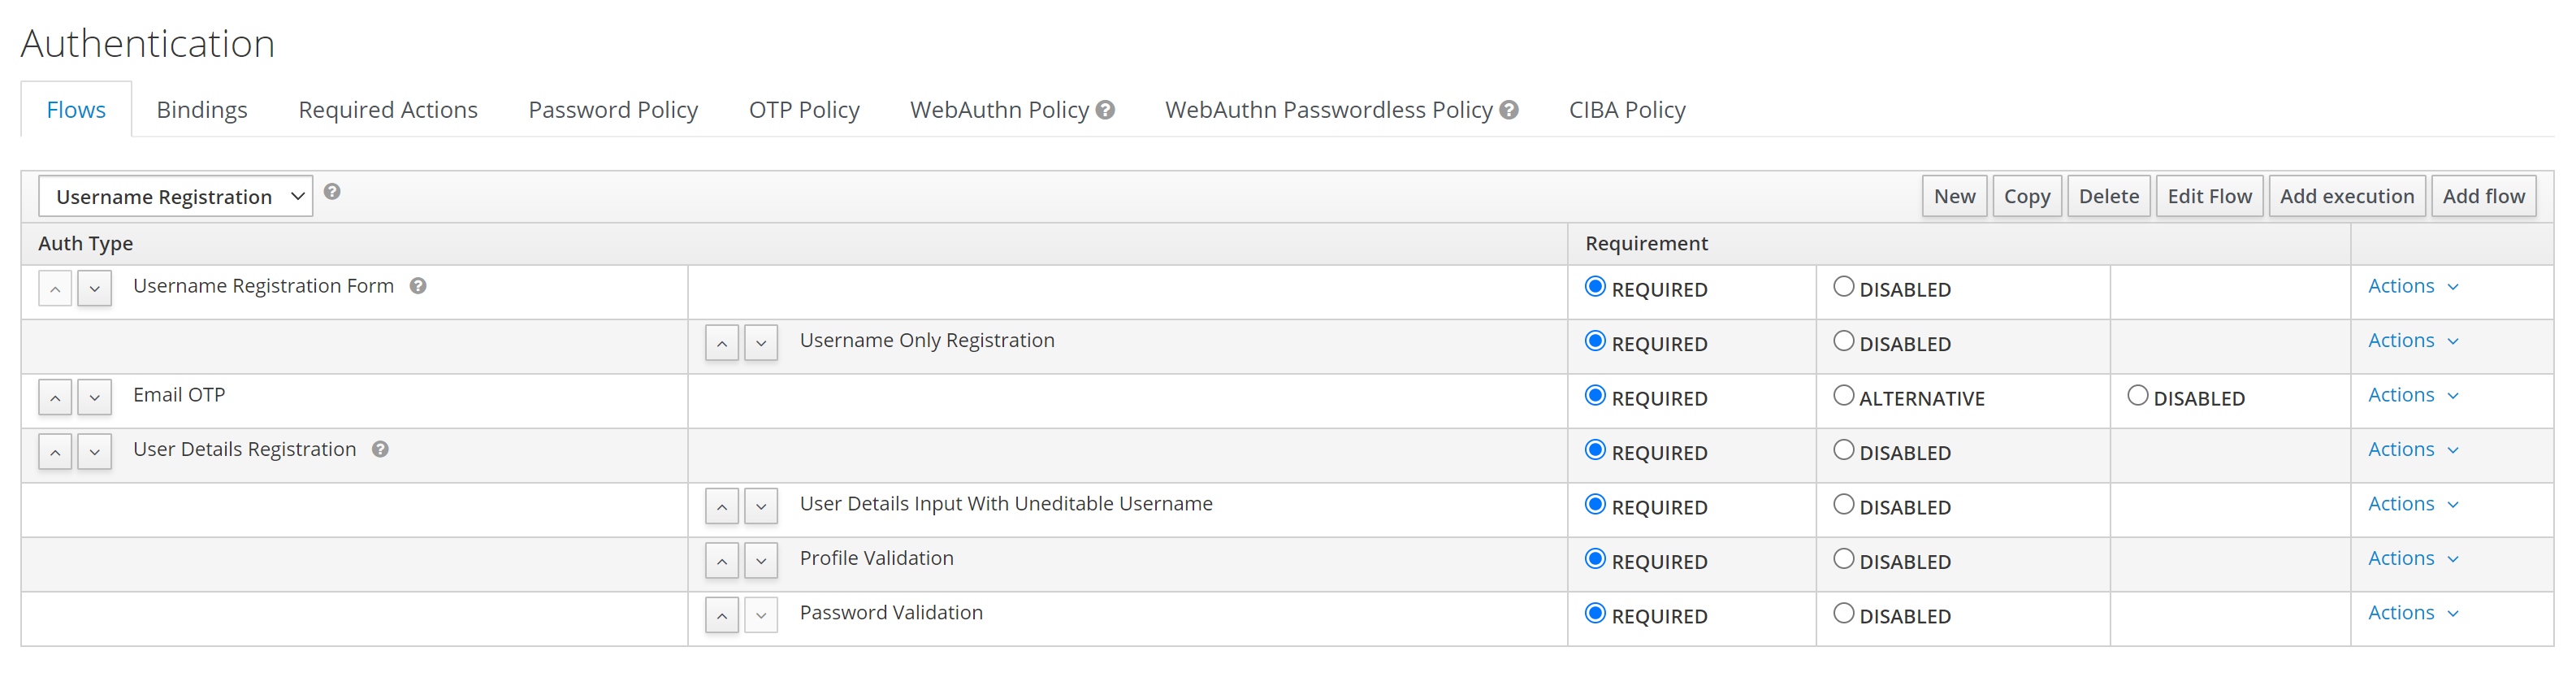 Authentication
Flows Bindings Required Actions Password Policy OTP Policy WebAuthn Policy WebAuthn Passwordless Policy CIBA Policy
Username Registration New Copy Delete Edit Flow Add execution Add flow
Auth Type Requirement
Username Registration Form REQUIRED DISABLED Actions
Username Only Registration REQUIRED DISABLED Actions
Email OTP REQUIRED ALTERNATIVE DISABLED Actions
User Details Registration REQUIRED DISABLED Actions
User Details Input With Uneditable Username REQUIRED DISABLED Actions
Profile Validation REQUIRED DISABLED Actions
Password Validation REQUIRED DISABLED Actions